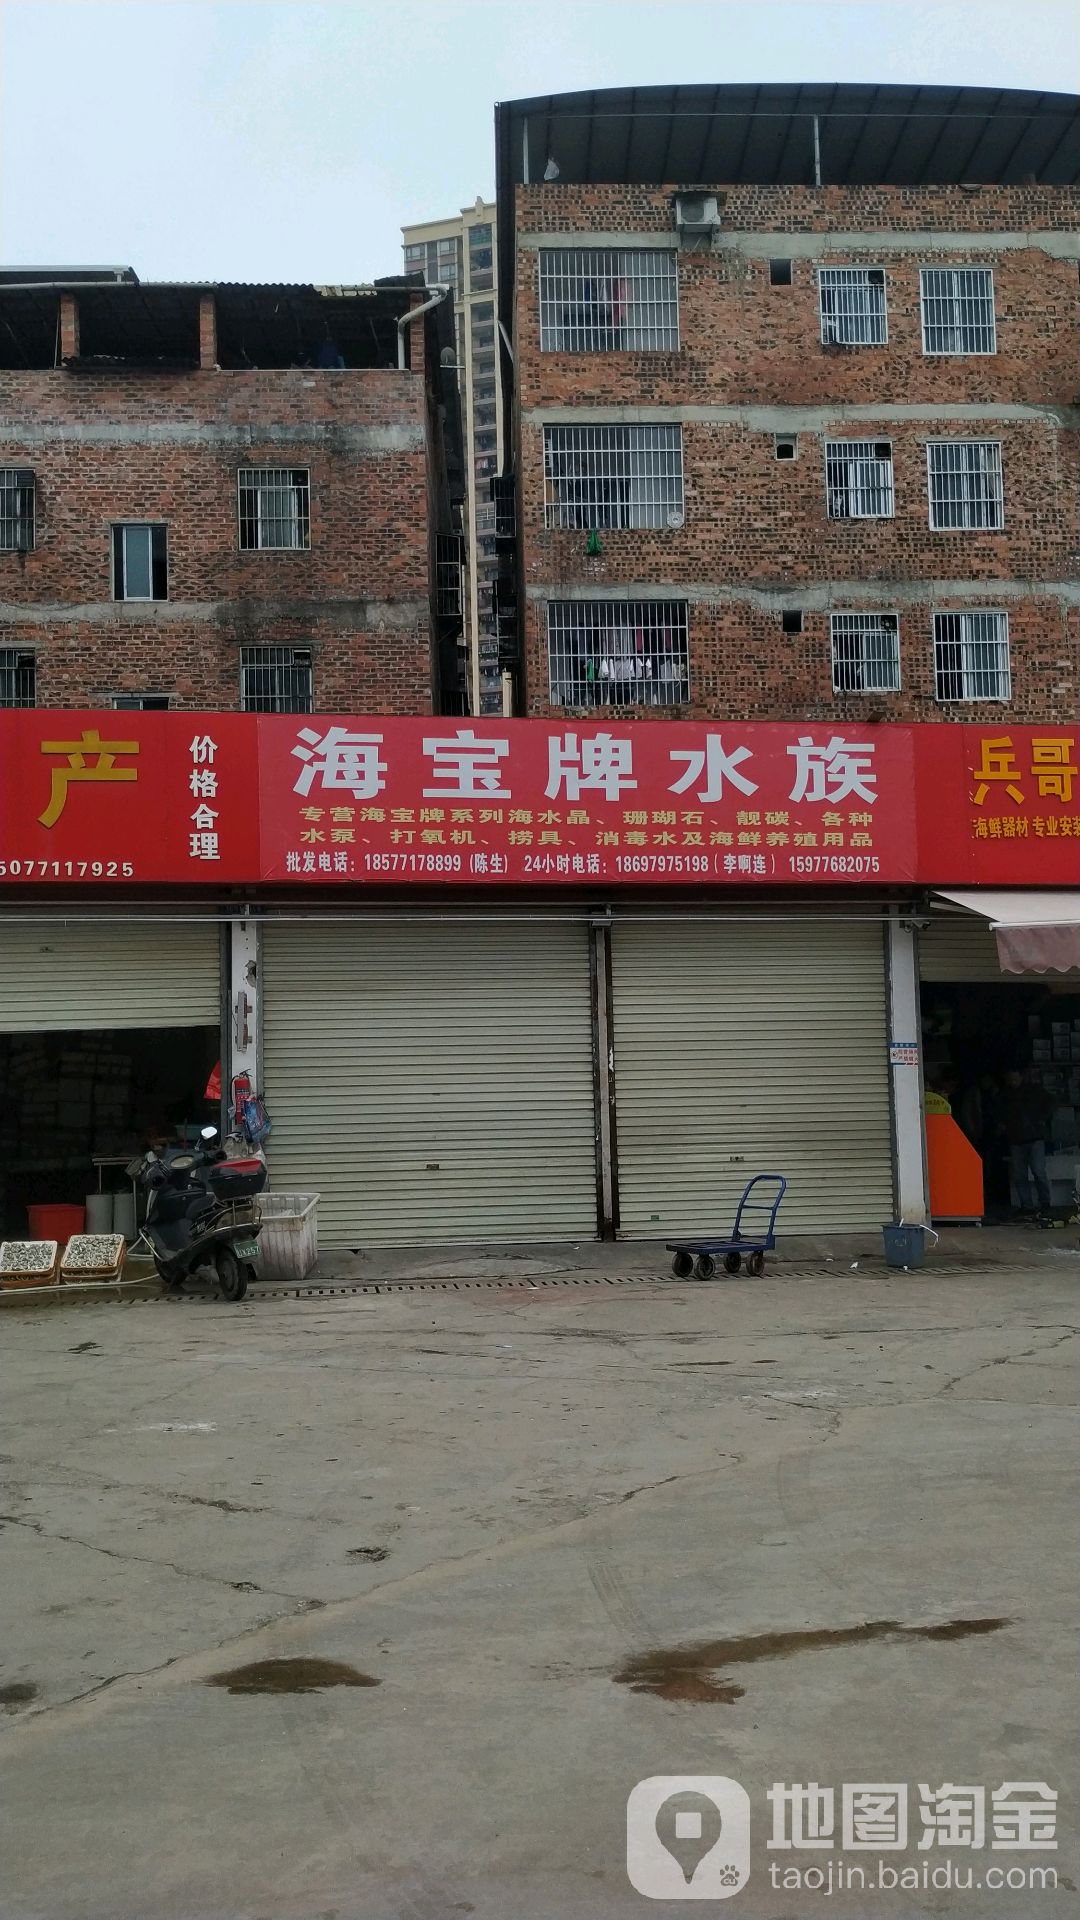 产
价格合理
5077117925
海宝牌水族
专营海宝牌系列海水晶、珊瑚石、靓碳、各种
水泵、打氧机、捞具、消毒水及海鲜养殖用品
批发电话：18577178899 (陈生) 24小时电话：18697975198 (李啊连) 15977682075
兵哥
海鲜器材 专业安装
地图淘金
taojin.baidu.com